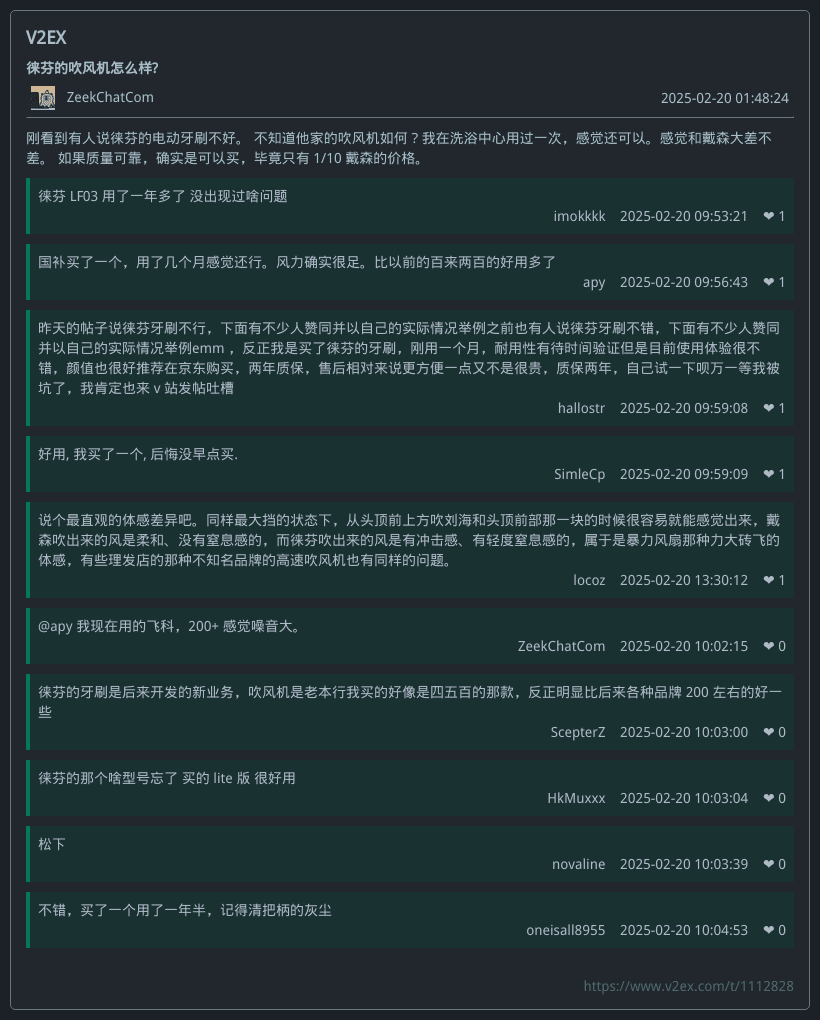 V2EX
徕芬的吹风机怎么样?
ZeekChatCom 2025-02-20 01:48:24
刚看到有人说徕芬的电动牙刷不好。 不知道他家的吹风机如何？我在洗浴中心用过一次，感觉还可以。感觉和戴森大差不
差。 如果质量可靠，确实是可以买，毕竟只有 1/10 戴森的价格。
徕芬 LF03 用了一年多了 没出现过啥问题
imokkkk 2025-02-20 09:53:21 ❤ 1
国补买了一个，用了几个月感觉还行。风力确实很足。比以前的百来两百的好用多了
apy 2025-02-20 09:56:43 ❤ 1
昨天的帖子说徕芬牙刷不行，下面有不少人赞同并以自己的实际情况举例之前也有人说徕芬牙刷不错，下面有不少人赞同
并以自己的实际情况举例emm ，反正我是买了徕芬的牙刷，刚用一个月，耐用性有待时间验证但是目前使用体验很不
错，颜值也很好推荐在京东购买，两年质保，售后相对来说更方便一点又不是很贵，质保两年，自己试一下呗万一等我被
坑了，我肯定也来 v 站发帖吐槽
hallostr 2025-02-20 09:59:08 ❤ 1
好用, 我买了一个, 后悔没早点买.
SimleCp 2025-02-20 09:59:09 ❤ 1
说个最直观的体感差异吧。同样最大挡的状态下，从头顶前上方吹刘海和头顶前部那一块的时候很容易就能感觉出来，戴
森吹出来的风是柔和、没有窒息感的，而徕芬吹出来的风是有冲击感、有轻度窒息感的，属于是暴力风扇那种力大砖飞的
体感，有些理发店的那种不知名品牌的高速吹风机也有同样的问题。
locoz 2025-02-20 13:30:12 ❤ 1
@apy 我现在用的飞科，200+ 感觉噪音大。
ZeekChatCom 2025-02-20 10:02:15 ❤ 0
徕芬的牙刷是后来开发的新业务，吹风机是老本行我买的好像是四五百的那款，反正明显比后来各种品牌 200 左右的好一
些
ScepterZ 2025-02-20 10:03:00 ❤ 0
徕芬的那个啥型号忘了 买的 lite 版 很好用
HkMuxxx 2025-02-20 10:03:04 ❤ 0
松下
novaline 2025-02-20 10:03:39 ❤ 0
不错，买了一个用了一年半，记得清把柄的灰尘
oneisall8955 2025-02-20 10:04:53 ❤ 0
https://www.v2ex.com/t/1112828